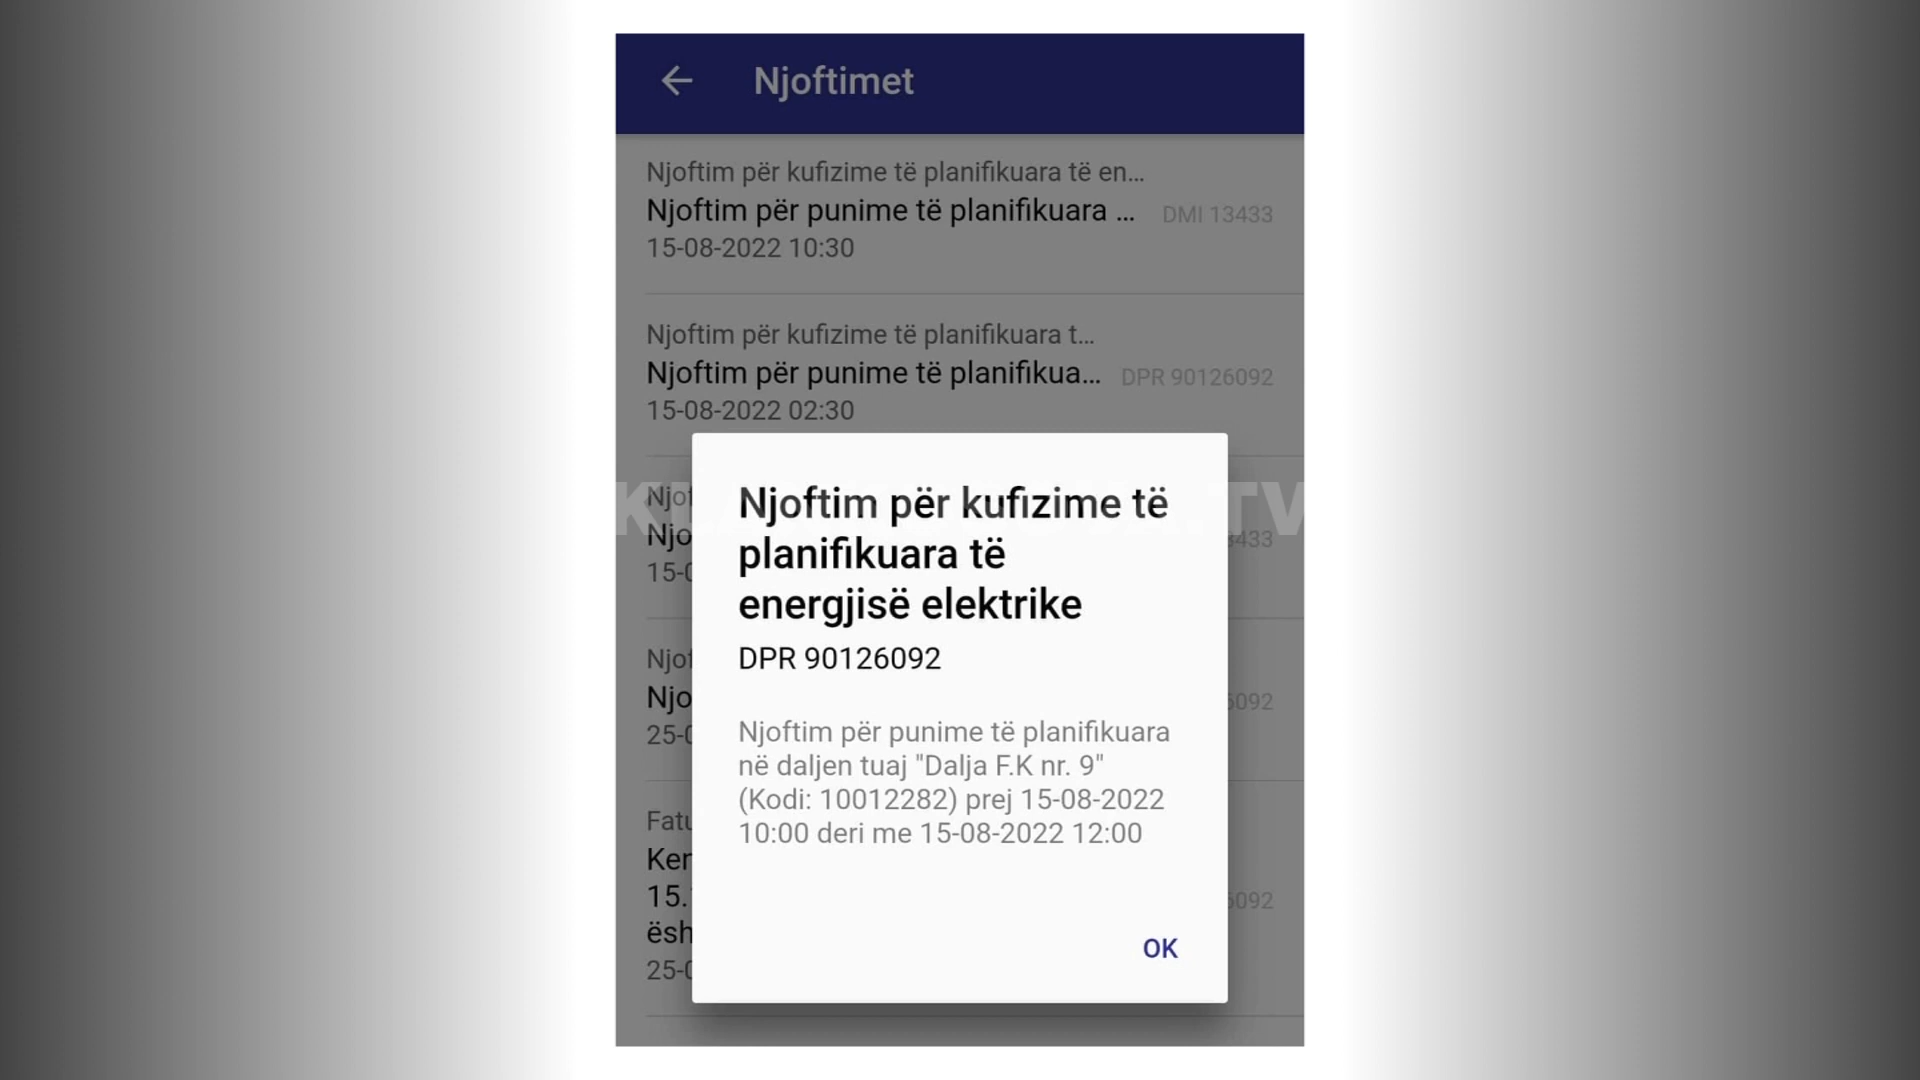 Njoftimet
Njoftim për kufizime të planifikuara të en...
Njoftim për punime të planifikuara ...
DMI 13433
15-08-2022 10:30
Njoftim për kufizime të planifikuara t...
Njoftim për punime të planifikua...
DPR 90126092
15-08-2022 02:30
Njoftim për kufizime të
planifikuara të
energjisë elektrike
DPR 90126092
Njoftim për punime të planifikuara
në daljen tuaj "Dalja F.K nr. 9"
(Kodi: 10012282) prej 15-08-2022
10:00 deri me 15-08-2022 12:00
OK